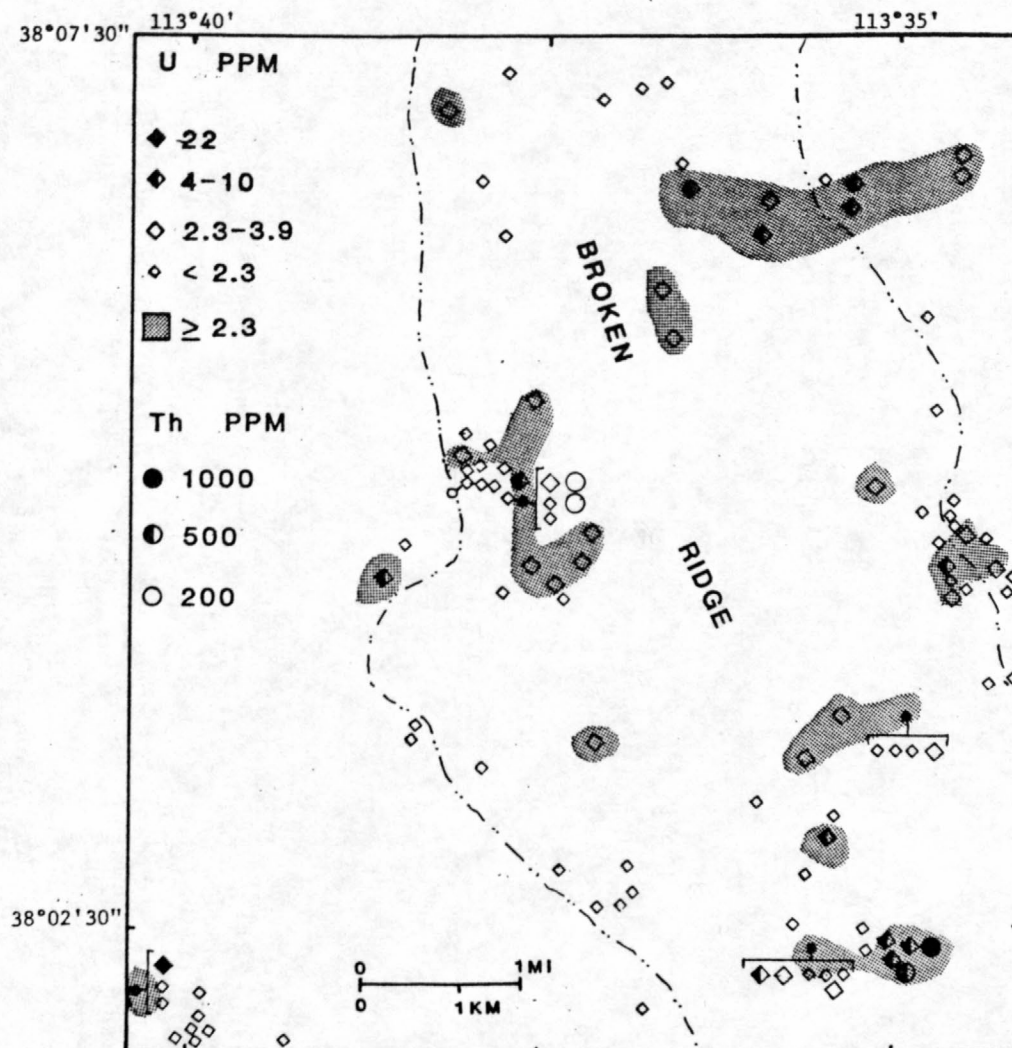 113°40' 113°35'
38°07'30"
U PPM
22
4-10
2.3-3.9
< 2.3
≥ 2.3
Th PPM
1000
500
200
BROKEN
RIDGE
38°02'30"
0 1MI
0 1KM